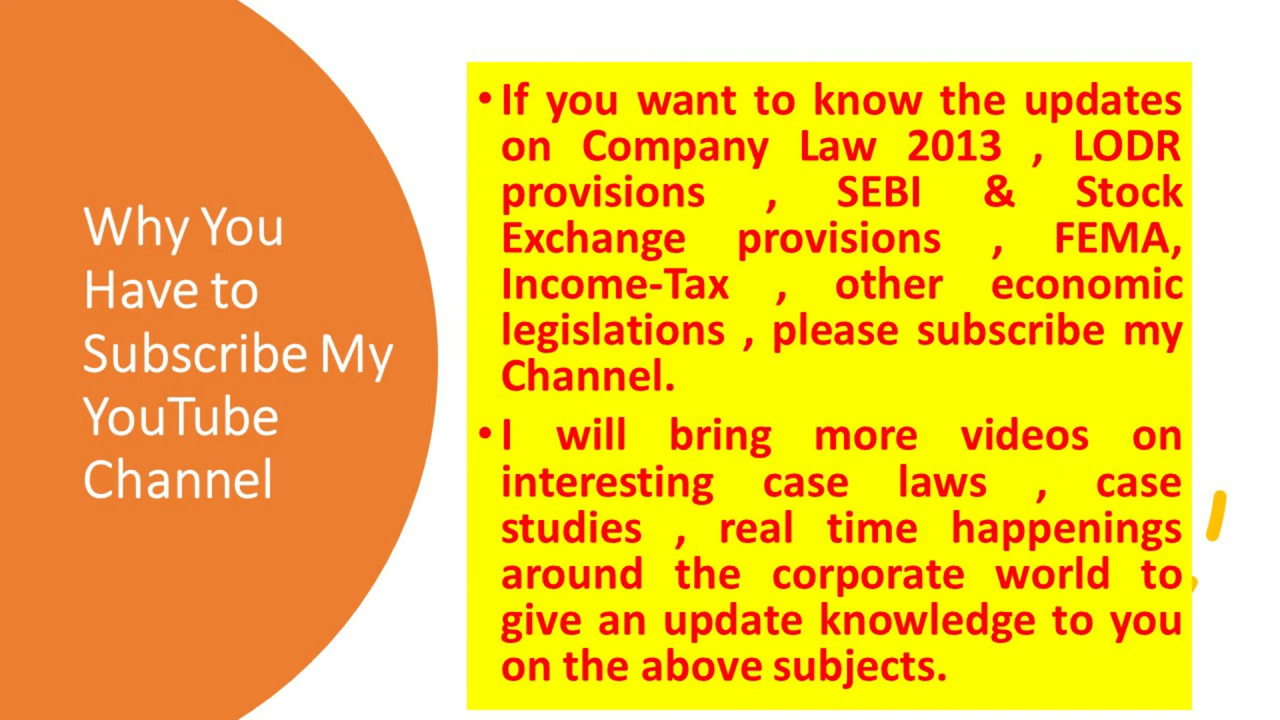 Why You
Have to
Subscribe My
YouTube
Channel
• If you want to know the updates
on Company Law 2013 , LODR
provisions , SEBI & Stock
Exchange provisions , FEMA,
Income-Tax , other economic
legislations , please subscribe my
Channel.
• I will bring more videos on
interesting case laws , case
studies , real time happenings
around the corporate world to
give an update knowledge to you
on the above subjects.